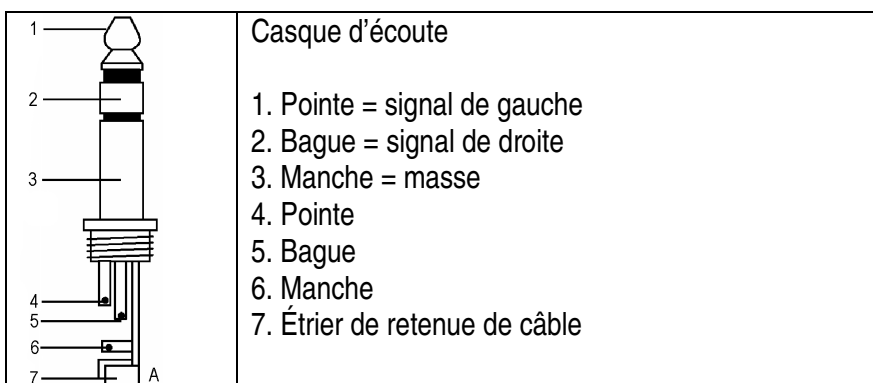 1
2
3
4
5
6
7
A
Casque d’écoute
1. Pointe = signal de gauche
2. Bague = signal de droite
3. Manche = masse
4. Pointe
5. Bague
6. Manche
7. Étrier de retenue de câble